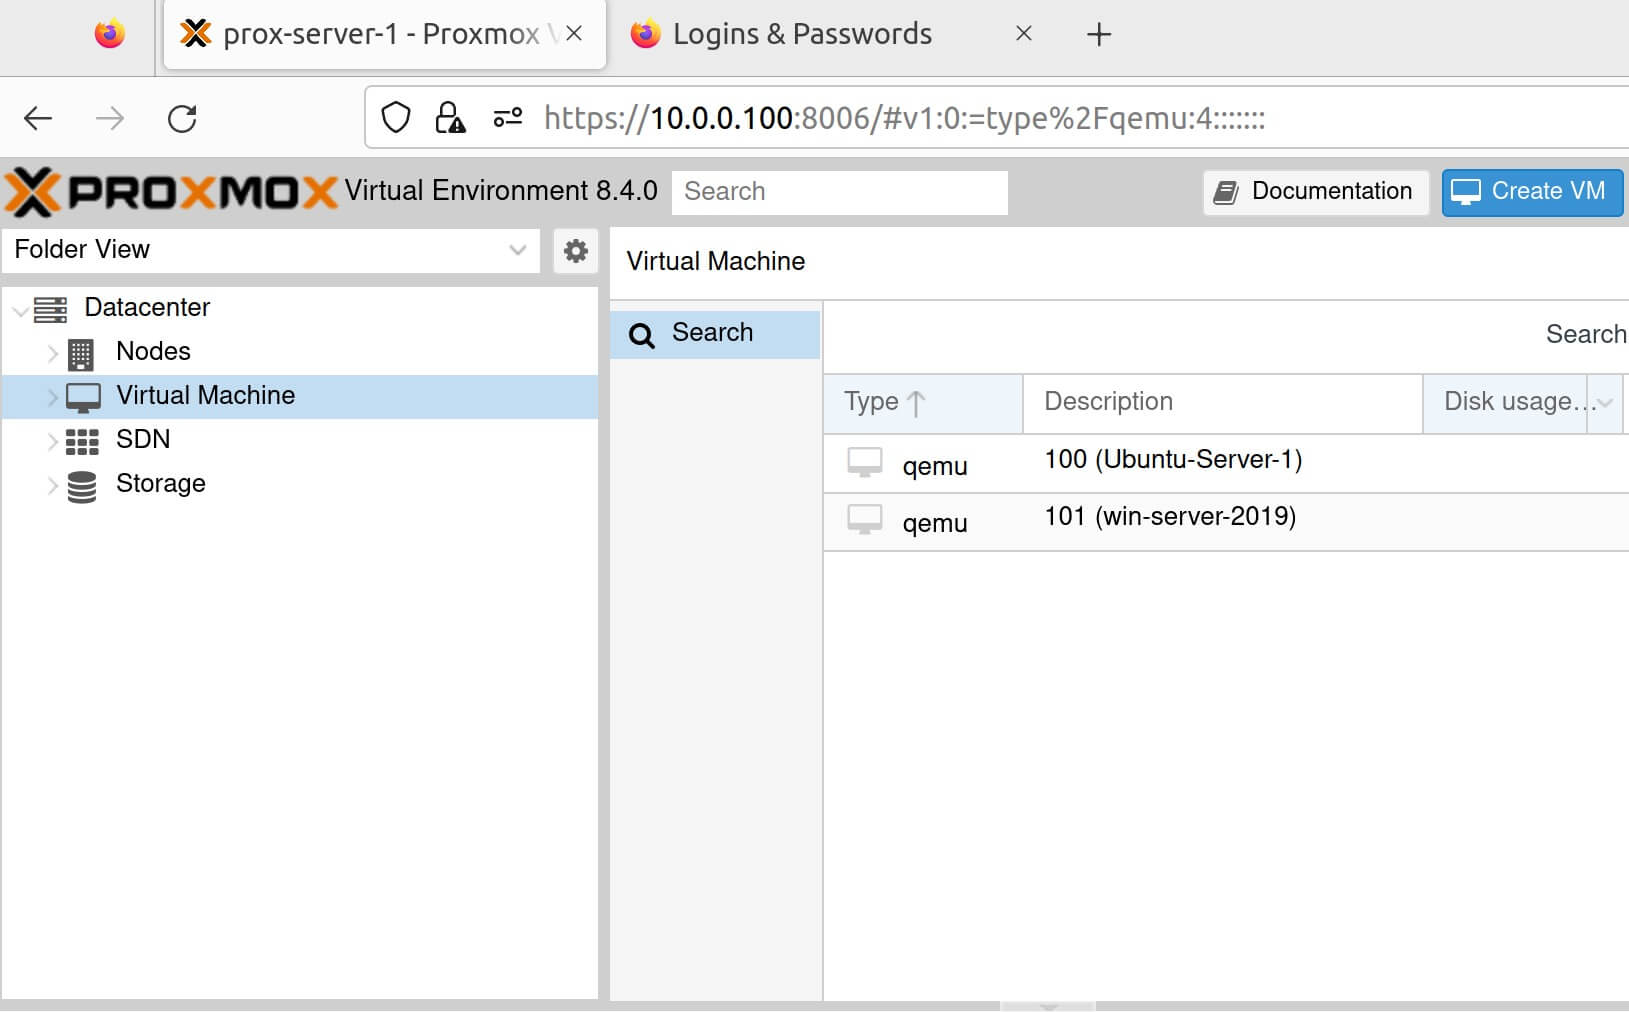 prox-server-1 - Proxmox V
Logins & Passwords
https://10.0.0.100:8006/#v1:0:=type%2Fqemu:4:::::::
PROXMOX Virtual Environment 8.4.0
Search
Documentation
Create VM
Folder View
Virtual Machine
Datacenter
Nodes
Virtual Machine
SDN
Storage
Search
Search
Type
Description
Disk usage...
qemu
100 (Ubuntu-Server-1)
qemu
101 (win-server-2019)